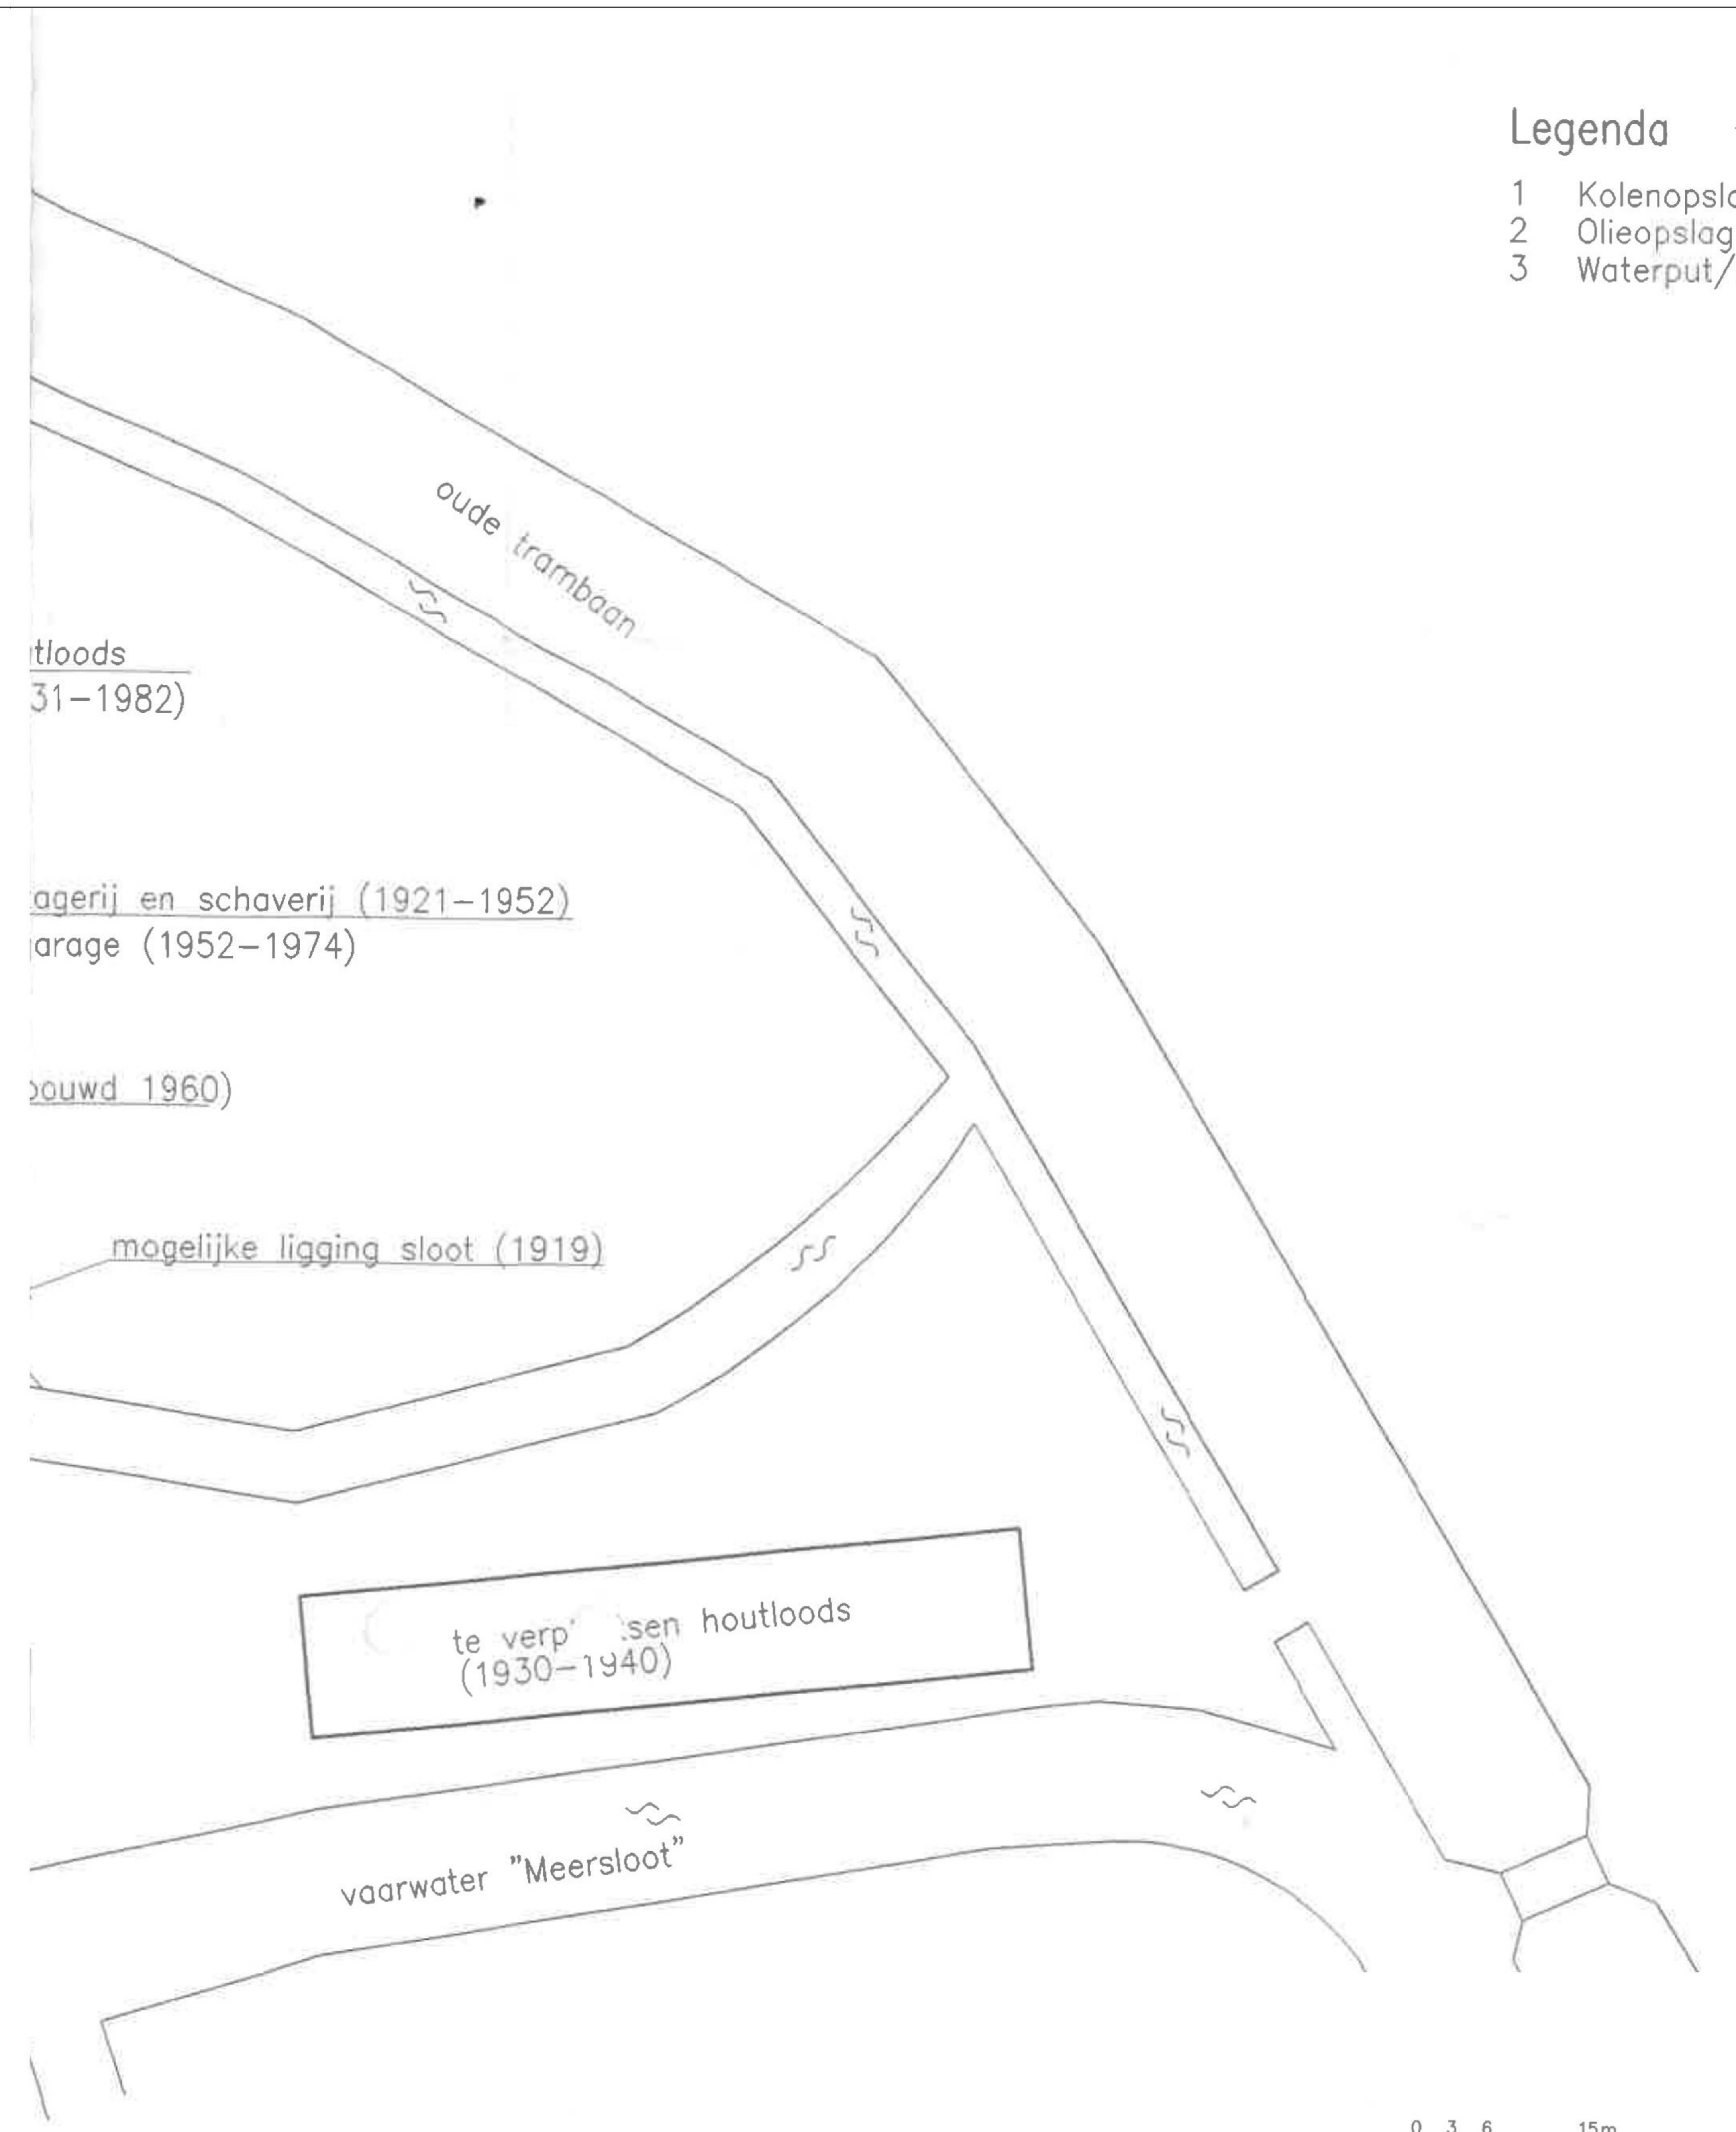 Legenda
1 Kolenopsla
2 Olieopslag
3 Waterput/
oude trambaan
tloods
31-1982)
agerij en schaverij (1921-1952)
arage (1952-1974)
bouwd 1960)
mogelijke ligging sloot (1919)
te houtloods
(1930-1940)
vaarwater "Meersloot"
0 3 6 15m